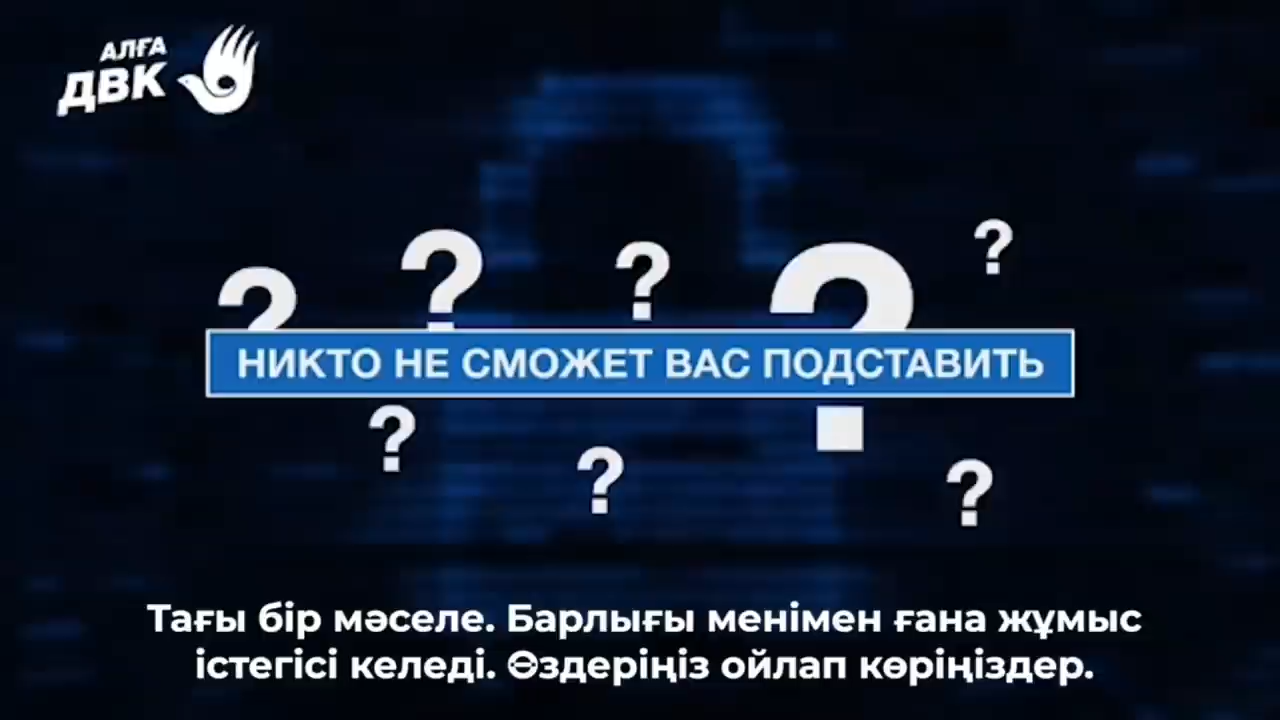 АЛҒА
ДВК
? ? ? ? ?
НИКТО НЕ СМОЖЕТ ВАС ПОДСТАВИТЬ
? ? ?
Тағы бір мәселе. Барлығы менімен ғана жұмыс
істегісі келеді. Өздеріңіз ойлап көріңіздер.